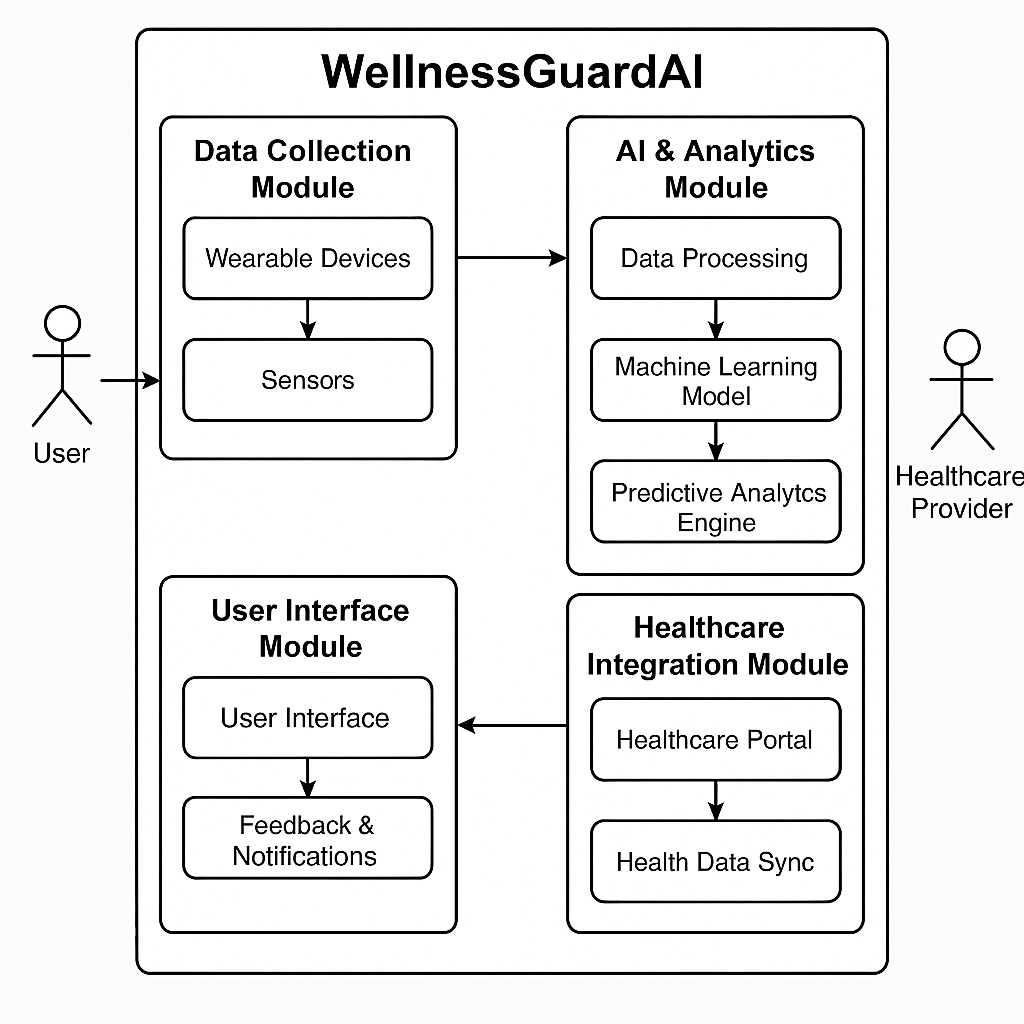 WellnessGuardAI
Data Collection
Module
Wearable Devices
Sensors
AI & Analytics
Module
Data Processing
Machine Learning
Model
Predictive Analytcs
Engine
User
Healthcare
Provider
User Interface
Module
User Interface
Feedback &
Notifications
Healthcare
Integration Module
Healthcare Portal
Health Data Sync